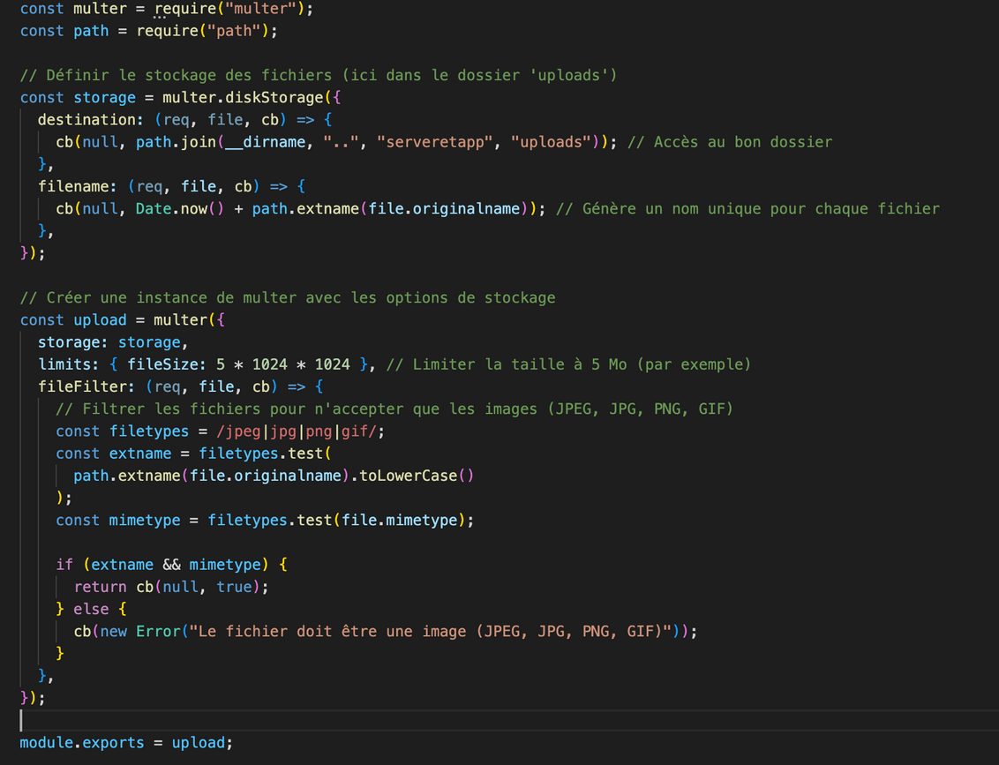 const multer = require("multer");
const path = require("path");
// Définir le stockage des fichiers (ici dans le dossier 'uploads')
const storage = multer.diskStorage({
  destination: (req, file, cb) => {
    cb(null, path.join(__dirname, "..", "serveretapp", "uploads")); // Accès au bon dossier
  },
  filename: (req, file, cb) => {
    cb(null, Date.now() + path.extname(file.originalname)); // Génère un nom unique pour chaque fichier
  },
});
// Créer une instance de multer avec les options de stockage
const upload = multer({
  storage: storage,
  limits: { fileSize: 5 * 1024 * 1024 }, // Limiter la taille à 5 Mo (par exemple)
  fileFilter: (req, file, cb) => {
    // Filtrer les fichiers pour n'accepter que les images (JPEG, JPG, PNG, GIF)
    const filetypes = /jpeg|jpg|png|gif/;
    const extname = filetypes.test(
      path.extname(file.originalname).toLowerCase()
    );
    const mimetype = filetypes.test(file.mimetype);
    if (extname && mimetype) {
      return cb(null, true);
    } else {
      cb(new Error("Le fichier doit être une image (JPEG, JPG, PNG, GIF)"));
    }
  },
});
module.exports = upload;